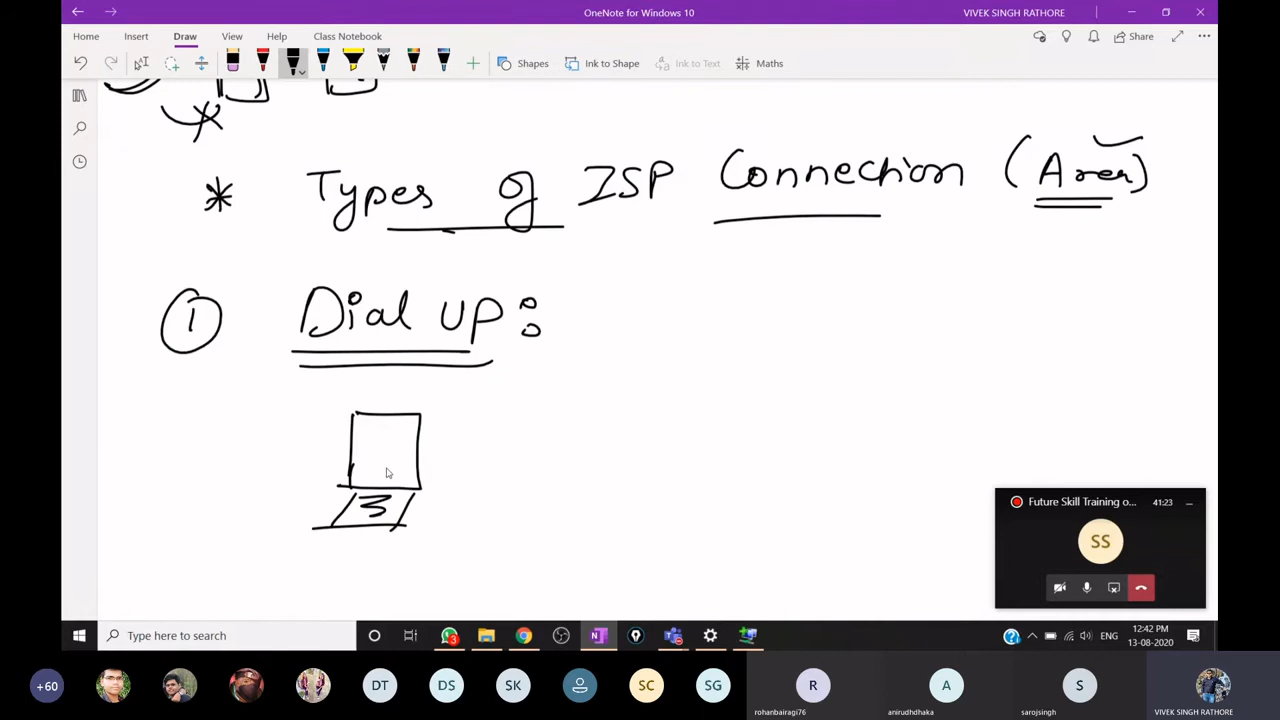 OneNote for Windows 10
VIVEK SINGH RATHORE
Home Insert Draw View Help Class Notebook
Share
Shapes Ink to Shape Ink to Text Maths
* Types of ISP Connection (Area)
1 Dial up:
Future Skill Training o... 41:23
SS
Type here to search
3
ENG
12:42 PM
13-08-2020
+60 DT DS SK SC SG R A S
rohanbairagi76 anirudhdhaka sarojsingh VIVEK SINGH RATHORE